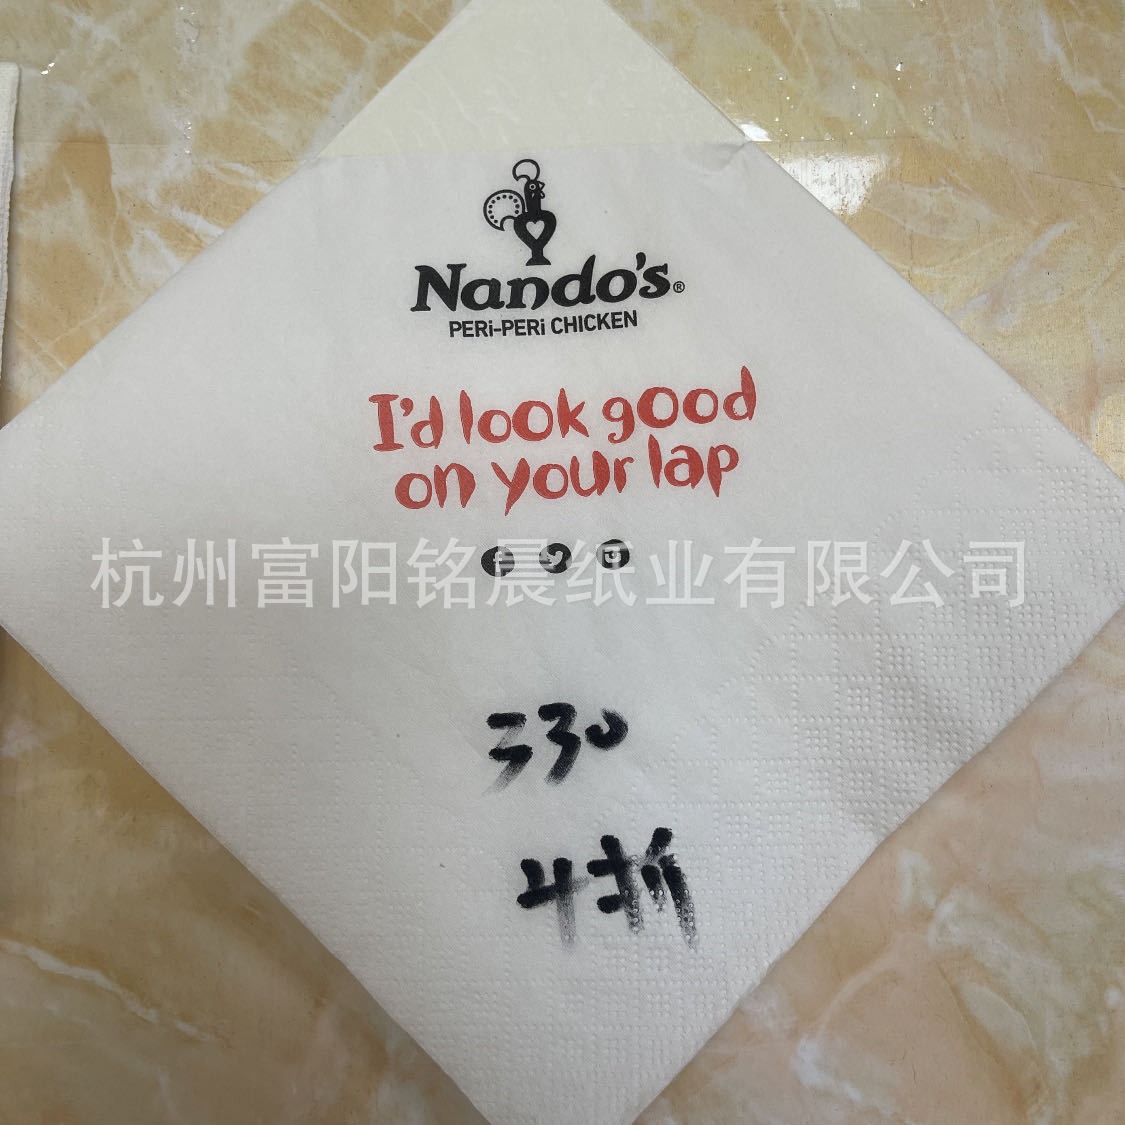 Nando's®
PERi-PERi CHICKEN
I'd look good
on your lap
杭州富阳铭晨纸业有限公司
330
4折